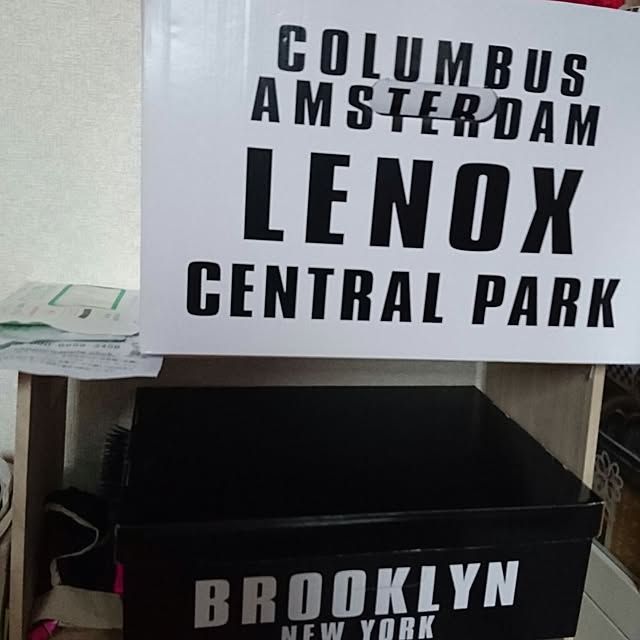 COLUMBUS
AMSTERDAM
LENOX
CENTRAL PARK
BROOKLYN
NEW YORK